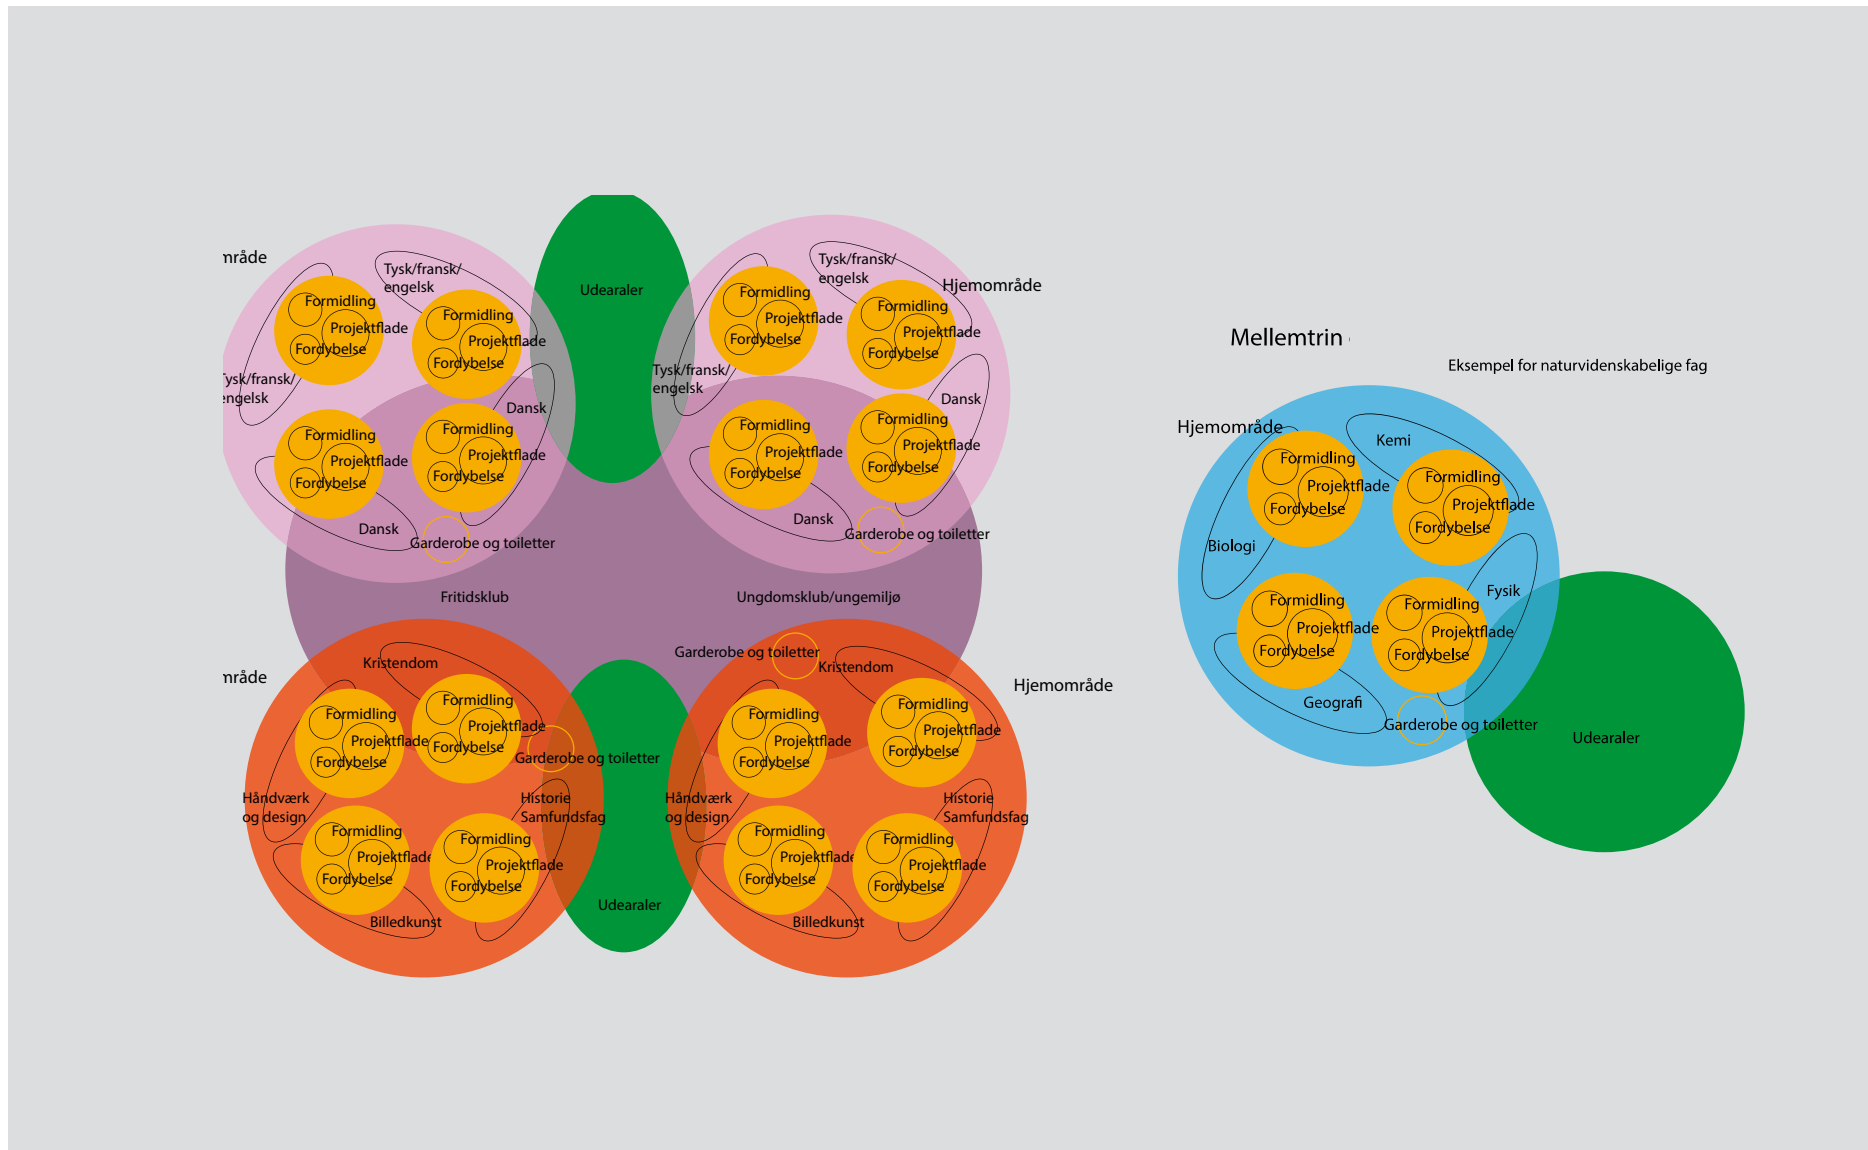 mråde
Tysk/fransk/
engelsk
Formidling
Projektflade
Fordybelse
Formidling
Projektflade
Fordybelse
Tysk/fransk/
engelsk
Dansk
Formidling
Projektflade
Fordybelse
Formidling
Projektflade
Fordybelse
Dansk
Garderobe og toiletter
Udearaler
Tysk/fransk/
engelsk
Hjemområde
Formidling
Projektflade
Fordybelse
Formidling
Projektflade
Fordybelse
Tysk/fransk/
engelsk
Dansk
Formidling
Projektflade
Fordybelse
Formidling
Projektflade
Fordybelse
Dansk
Garderobe og toiletter
Fritidsklub
Ungdomsklub/ungemiljø
mråde
Kristendom
Formidling
Projektflade
Fordybelse
Formidling
Projektflade
Fordybelse
Garderobe og toiletter
Håndværk
og design
Historie
Samfundsfag
Formidling
Projektflade
Fordybelse
Formidling
Projektflade
Fordybelse
Billedkunst
Udearaler
Garderobe og toiletter
Kristendom
Hjemområde
Formidling
Projektflade
Fordybelse
Formidling
Projektflade
Fordybelse
Håndværk
og design
Historie
Samfundsfag
Formidling
Projektflade
Fordybelse
Formidling
Projektflade
Fordybelse
Billedkunst
Mellemtrin
Eksempel for naturvidenskabelige fag
Hjemområde
Kemi
Formidling
Projektflade
Fordybelse
Formidling
Projektflade
Fordybelse
Biologi
Fysik
Formidling
Projektflade
Fordybelse
Formidling
Projektflade
Fordybelse
Geografi
Garderobe og toiletter
Udearaler